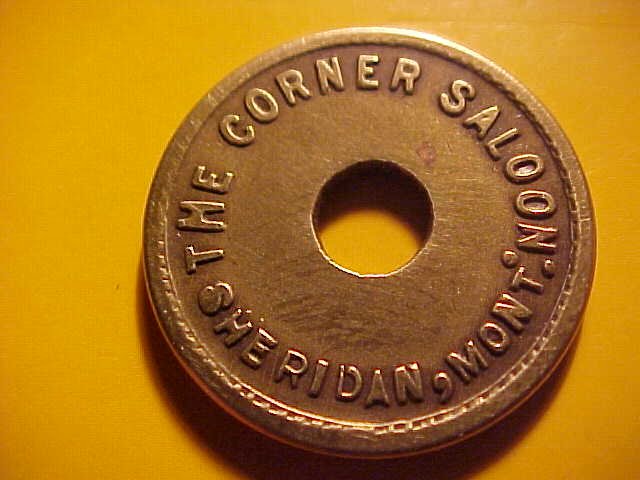 THE CORNER SALOON.
SHERIDAN, MONT.